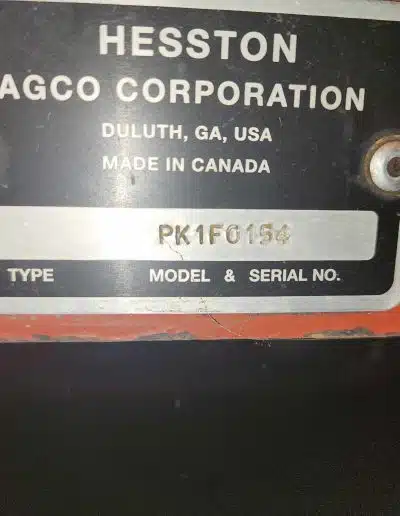 HESSTON
AGCO CORPORATION
DULUTH, GA, USA
MADE IN CANADA
PK1F0154
TYPE MODEL & SERIAL NO.